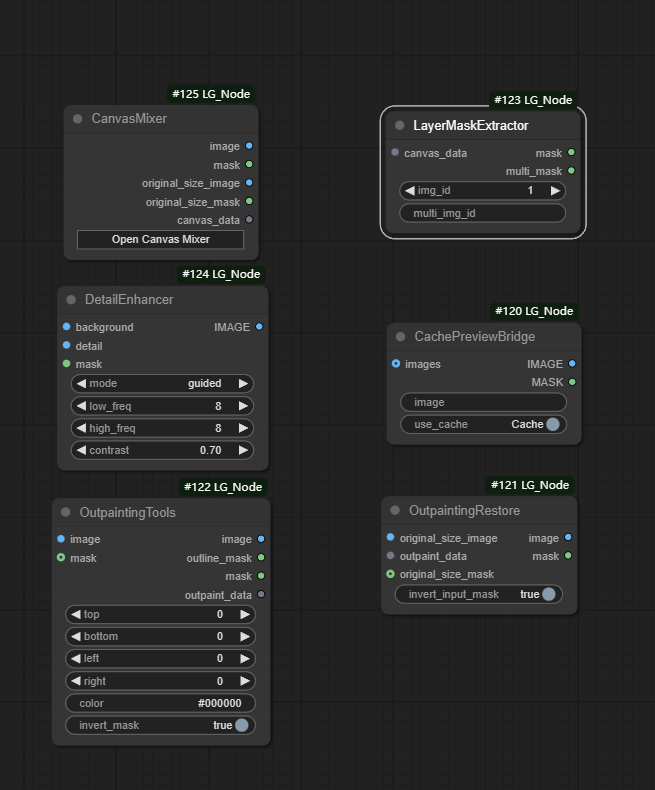 #125 LG_Node
CanvasMixer
image
mask
original_size_image
original_size_mask
canvas_data
Open Canvas Mixer
#123 LG_Node
LayerMaskExtractor
canvas_data mask
multi_mask
img_id 1
multi_img_id
#124 LG_Node
DetailEnhancer
background IMAGE
detail
mask
mode guided
low_freq 8
high_freq 8
contrast 0.70
#120 LG_Node
CachePreviewBridge
images IMAGE
MASK
image
use_cache Cache
#122 LG_Node
OutpaintingTools
image image
mask outline_mask
mask
outpaint_data
top 0
bottom 0
left 0
right 0
color #000000
invert_mask true
#121 LG_Node
OutpaintingRestore
original_size_image image
outpaint_data mask
original_size_mask
invert_input_mask true